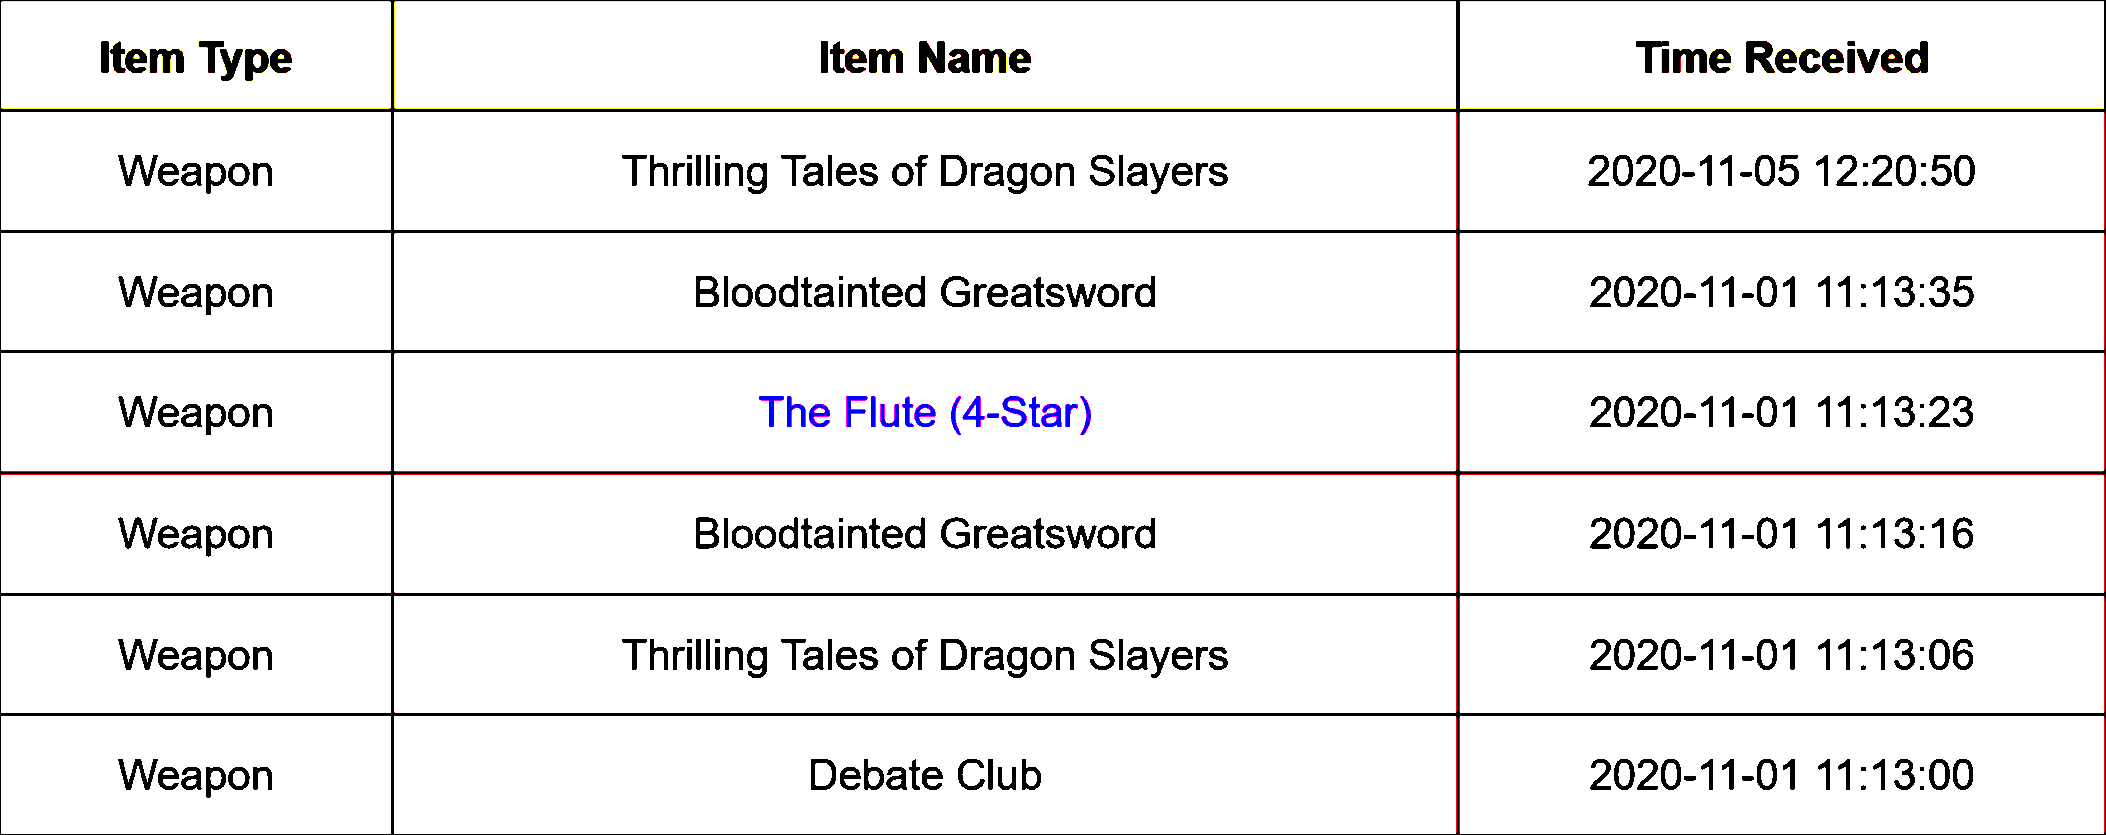 Item Type Item Name Time Received
Weapon Thrilling Tales of Dragon Slayers 2020-11-05 12:20:50
Weapon Bloodtainted Greatsword 2020-11-01 11:13:35
Weapon The Flute (4-Star) 2020-11-01 11:13:23
Weapon Bloodtainted Greatsword 2020-11-01 11:13:16
Weapon Thrilling Tales of Dragon Slayers 2020-11-01 11:13:06
Weapon Debate Club 2020-11-01 11:13:00